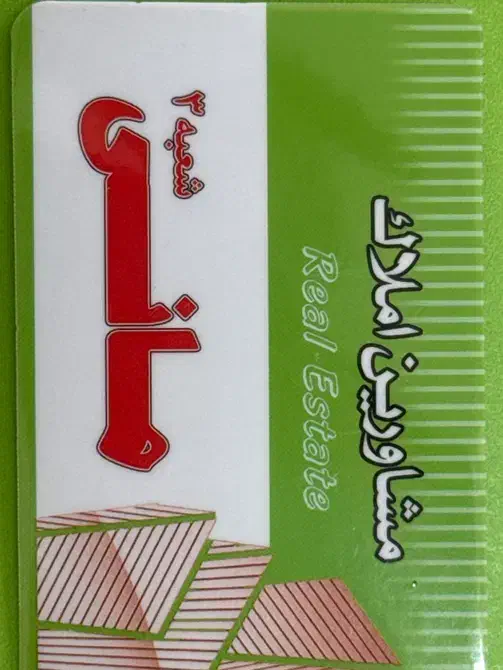 مشاورین املاک
Real Estate
شعبه ۳
مانی